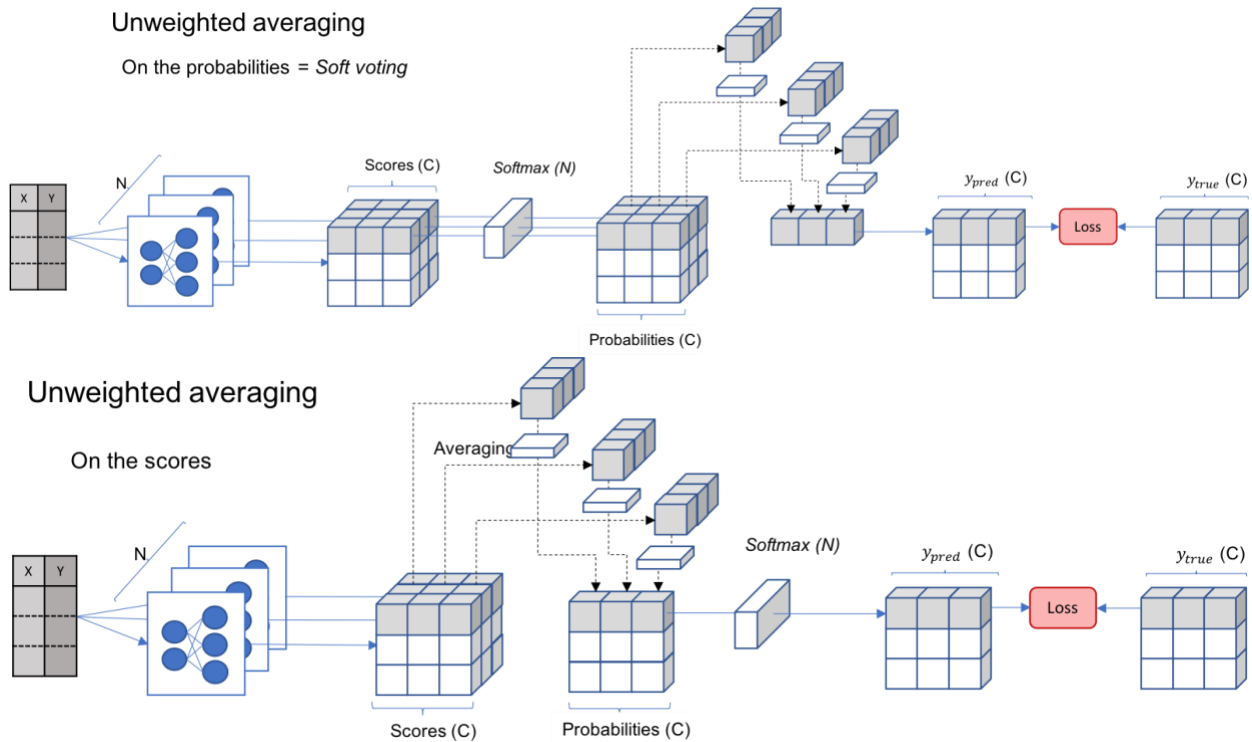 Unweighted averaging
On the probabilities = Soft voting
Scores (C)
Softmax (N)
N
X Y
y_pred (C)
y_true (C)
Loss
Probabilities (C)
Unweighted averaging
On the scores
Averaging
N
Softmax (N)
X Y
y_pred (C)
y_true (C)
Loss
Scores (C)
Probabilities (C)